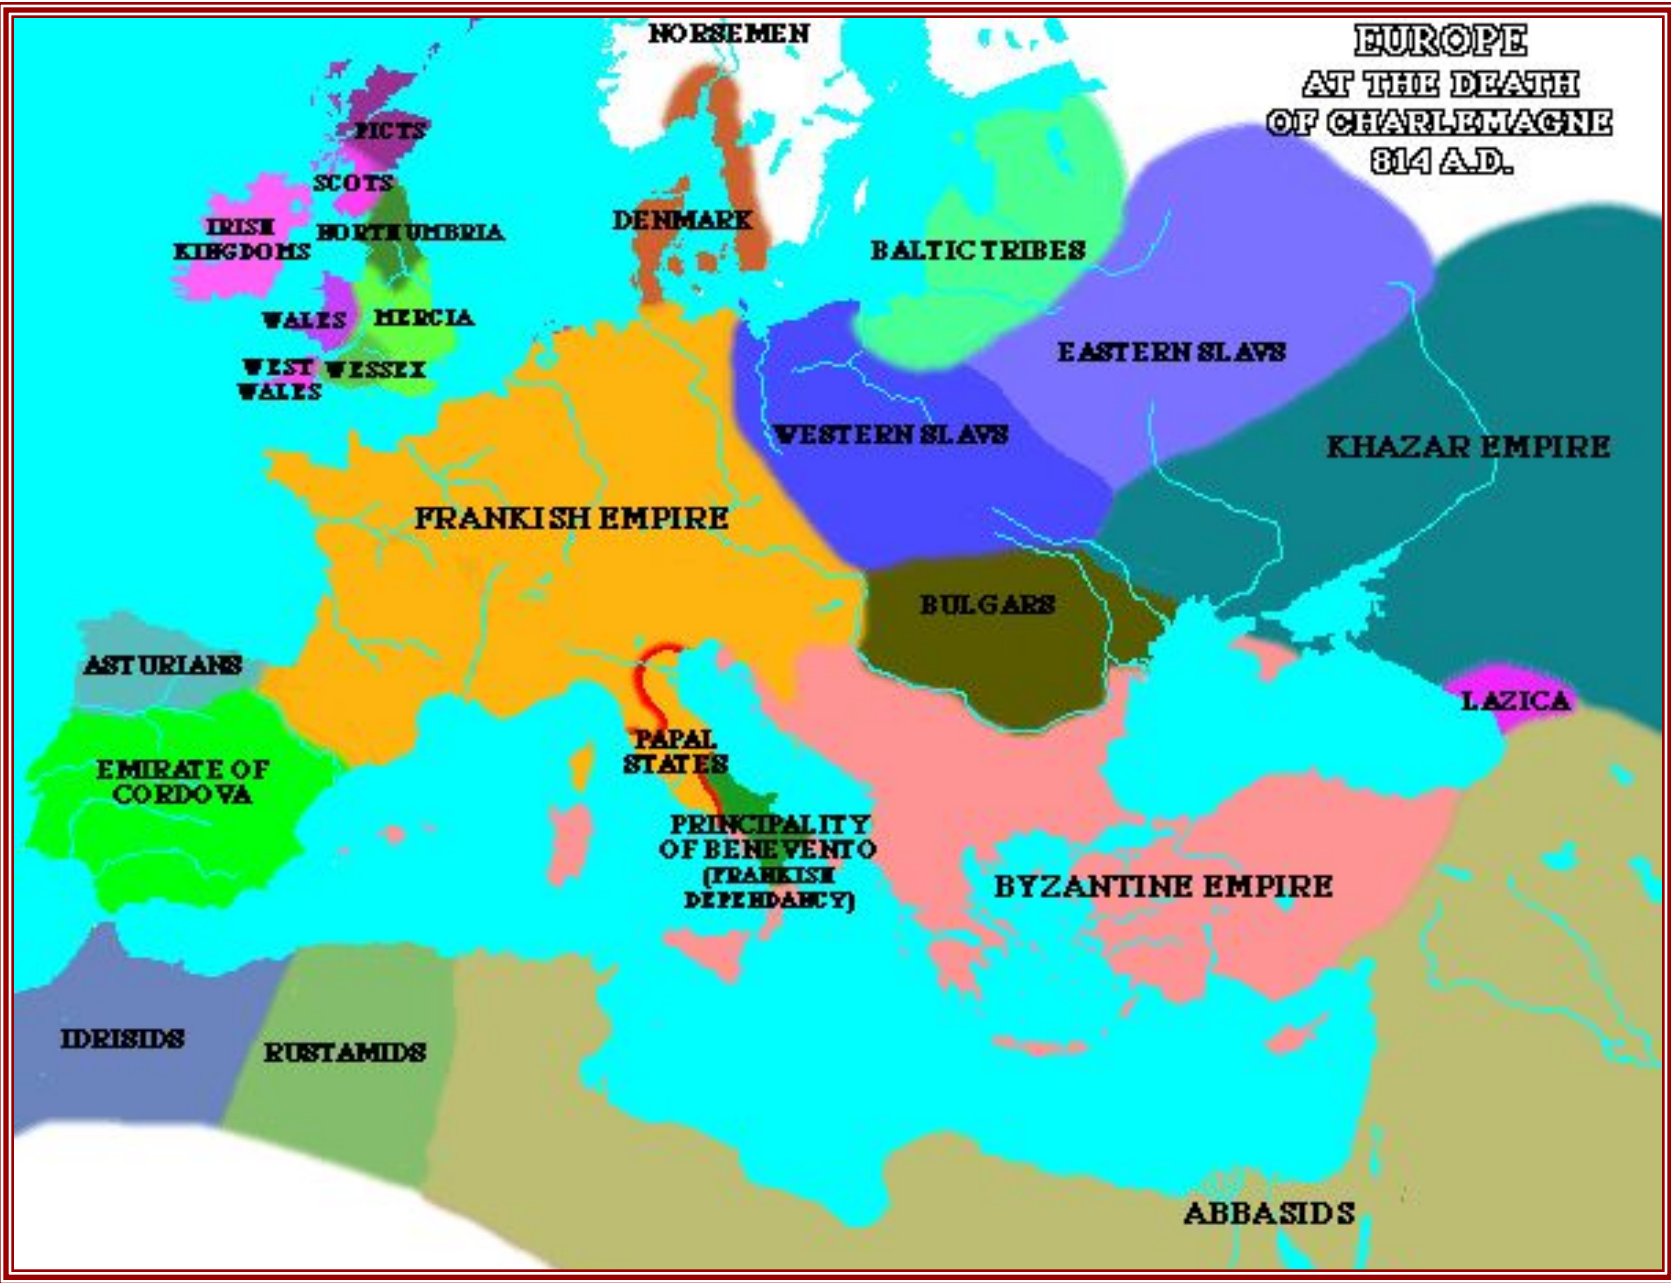 NORSEMEN
EUROPE
AT THE DEATH
OF CHARLEMAGNE
814 A.D.
PICTS
SCOTS
IRISH
KINGDOMS
NORTHUMBRIA
DENMARK
BALTIC TRIBES
WALES
MERCIA
WEST
WALES
WESSEX
EASTERN SLAVS
WESTERN SLAVS
KHAZAR EMPIRE
FRANKISH EMPIRE
BULGARS
ASTURIANS
LAZICA
PAPAL
STATES
EMIRATE OF
CORDOVA
PRINCIPALITY
OF BENEVENTO
(FRANKISH
DEPENDANCY)
BYZANTINE EMPIRE
IDRISIDS
RUSTAMIDS
ABBASIDS